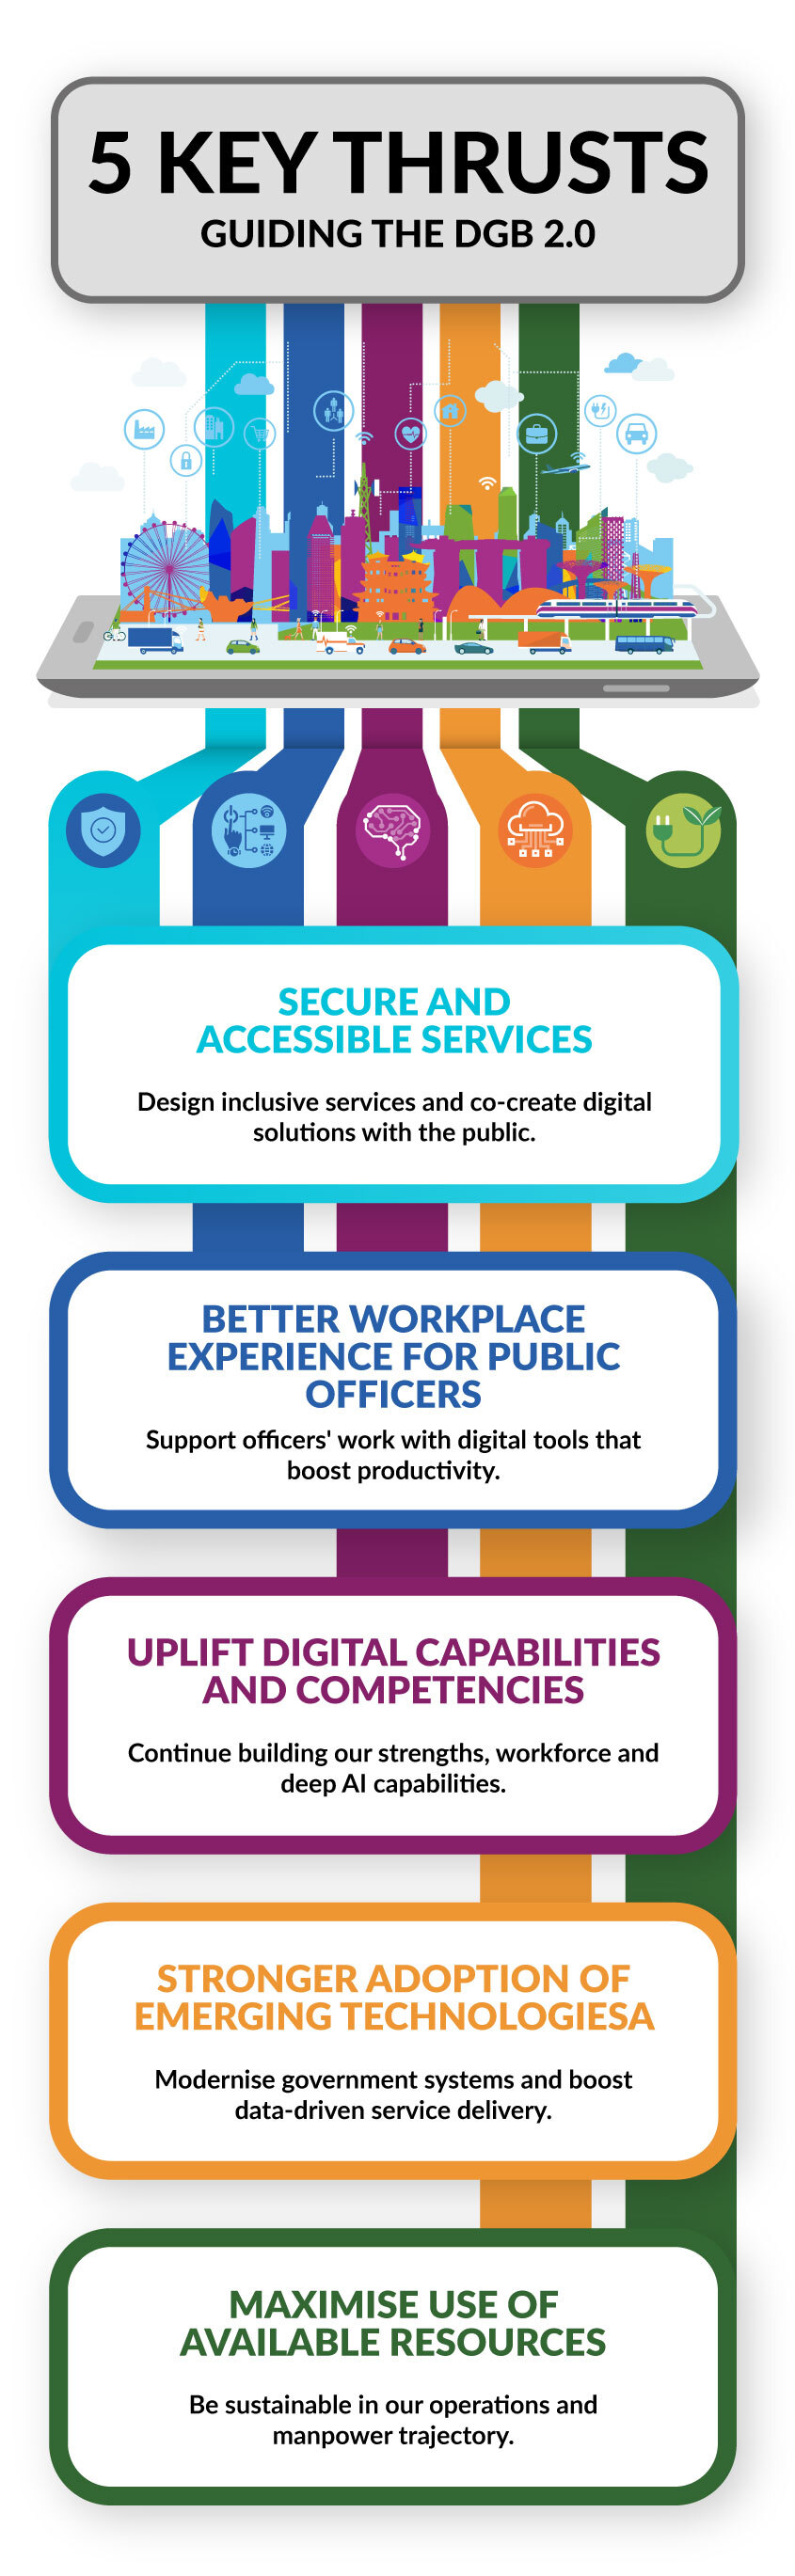 5 KEY THRUSTS
GUIDING THE DGB 2.0
SECURE AND
ACCESSIBLE SERVICES
Design inclusive services and co-create digital
solutions with the public.
BETTER WORKPLACE
EXPERIENCE FOR PUBLIC
OFFICERS
Support officers' work with digital tools that
boost productivity.
UPLIFT DIGITAL CAPABILITIES
AND COMPETENCIES
Continue building our strengths, workforce and
deep AI capabilities.
STRONGER ADOPTION OF
EMERGING TECHNOLOGIESA
Modernise government systems and boost
data-driven service delivery.
MAXIMISE USE OF
AVAILABLE RESOURCES
Be sustainable in our operations and
manpower trajectory.